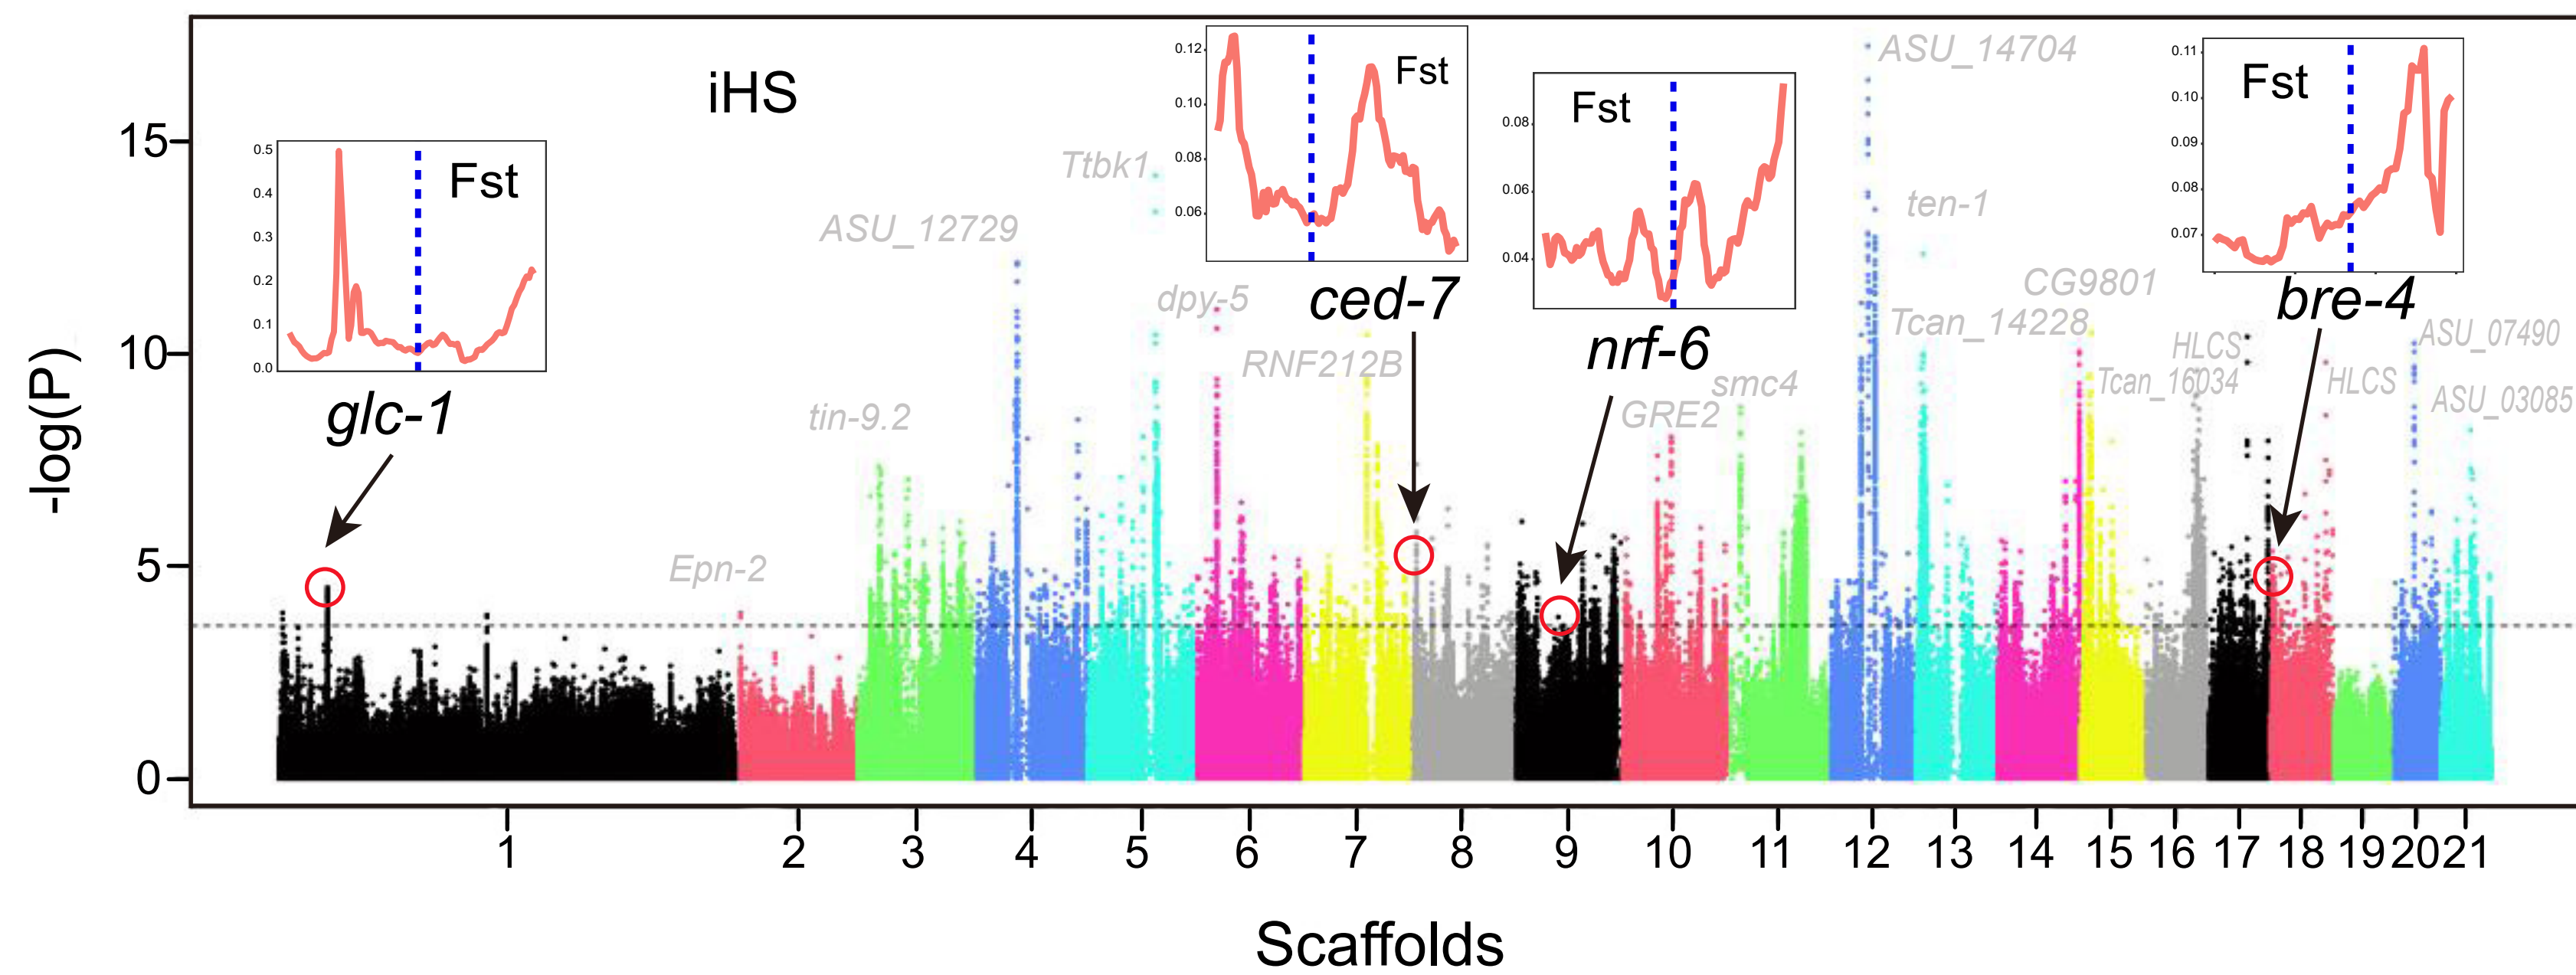 iHS
-log(P)
15
10
5
0
0.5
0.4
0.3
0.2
0.1
0.0
Fst
glc-1
Epn-2
tin-9.2
ASU_12729
Ttbk1
dpy-5
RNF212B
0.12
0.10
0.08
0.06
Fst
ced-7
0.08
0.06
0.04
Fst
nrf-6
GRE2
smc4
ASU_14704
ten-1
Tcan_14228
CG9801
Tcan_16034
HLCS
0.11
0.10
0.09
0.08
0.07
Fst
bre-4
HLCS
ASU_07490
ASU_03085
1 2 3 4 5 6 7 8 9 10 11 12 13 14 15 16 17 18 19 20 21
Scaffolds